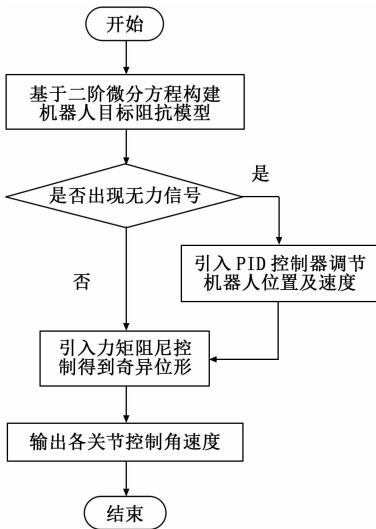 开始
基于二阶微分方程构建
机器人目标阻抗模型
是否出现无力信号
是
引入 PID 控制器调节
机器人位置及速度
否
引入力矩阻尼控
制得到奇异位形
输出各关节控制角速度
结束